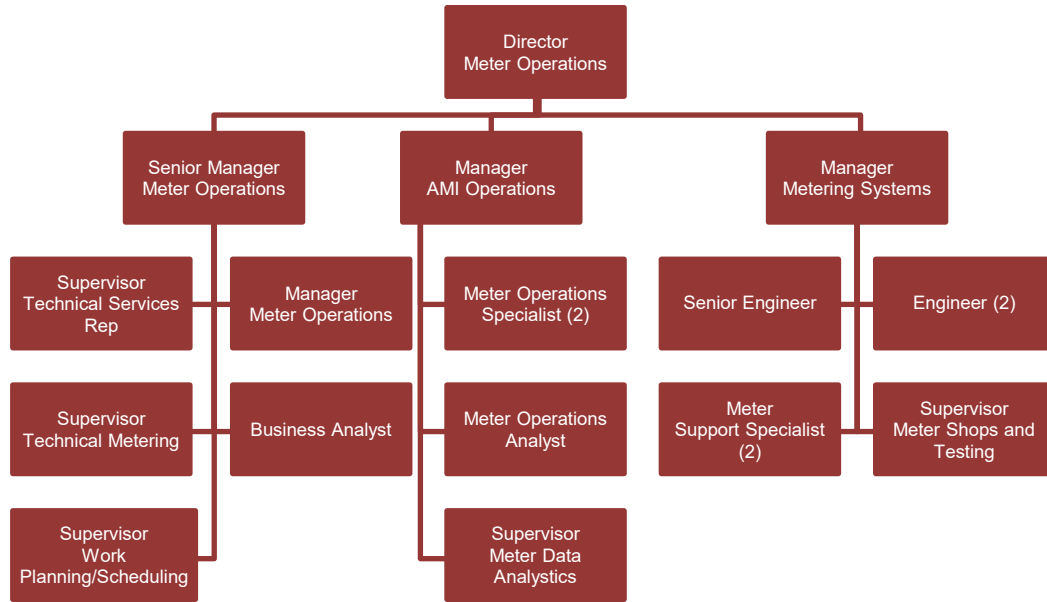 Director
Meter Operations
Senior Manager
Meter Operations
Manager
AMI Operations
Manager
Metering Systems
Supervisor
Technical Services
Rep
Manager
Meter Operations
Meter Operations
Specialist (2)
Senior Engineer
Engineer (2)
Supervisor
Technical Metering
Business Analyst
Meter Operations
Analyst
Meter
Support Specialist
(2)
Supervisor
Meter Shops and
Testing
Supervisor
Work
Planning/Scheduling
Supervisor
Meter Data
Analystics